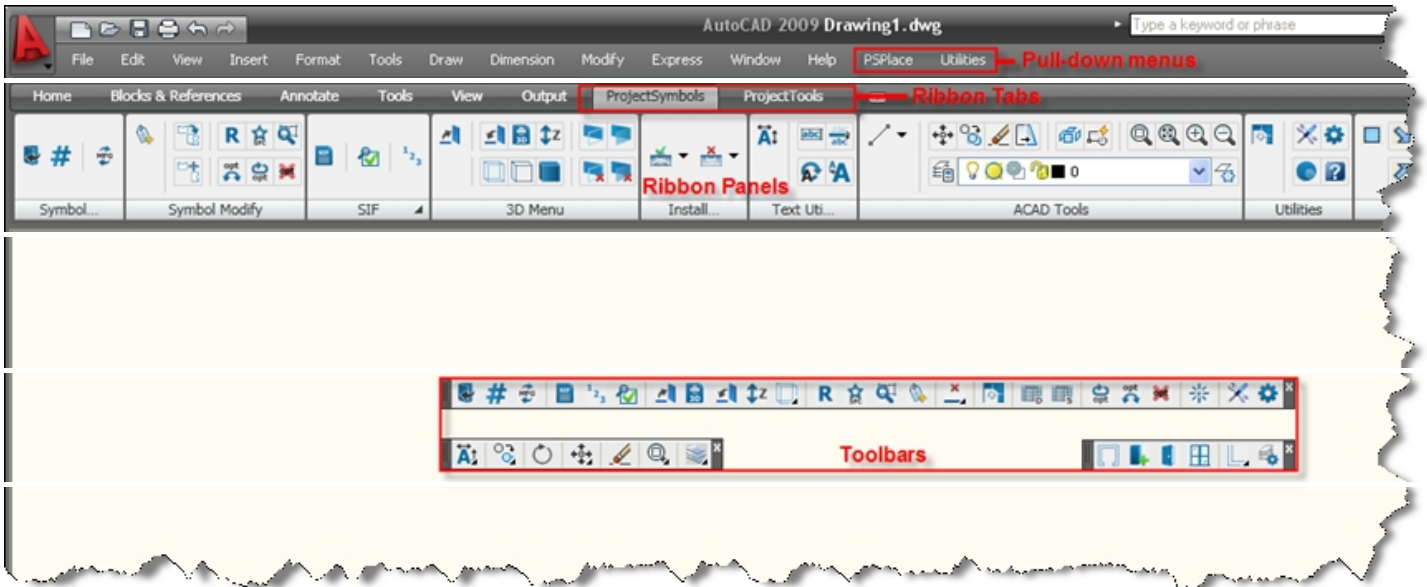 AutoCAD 2009 Drawing1.dwg
Type a keyword or phrase
File Edit View Insert Format Tools Draw Dimension Modify Express Window Help PSPlace Utilities Pull-down menus
Home Blocks & References Annotate Tools View Output ProjectSymbols ProjectTools Ribbon Tabs
0
Ribbon Panels
Symbol... Symbol Modify SIF 3D Menu Install... Text Uti... ACAD Tools Utilities
Toolbars